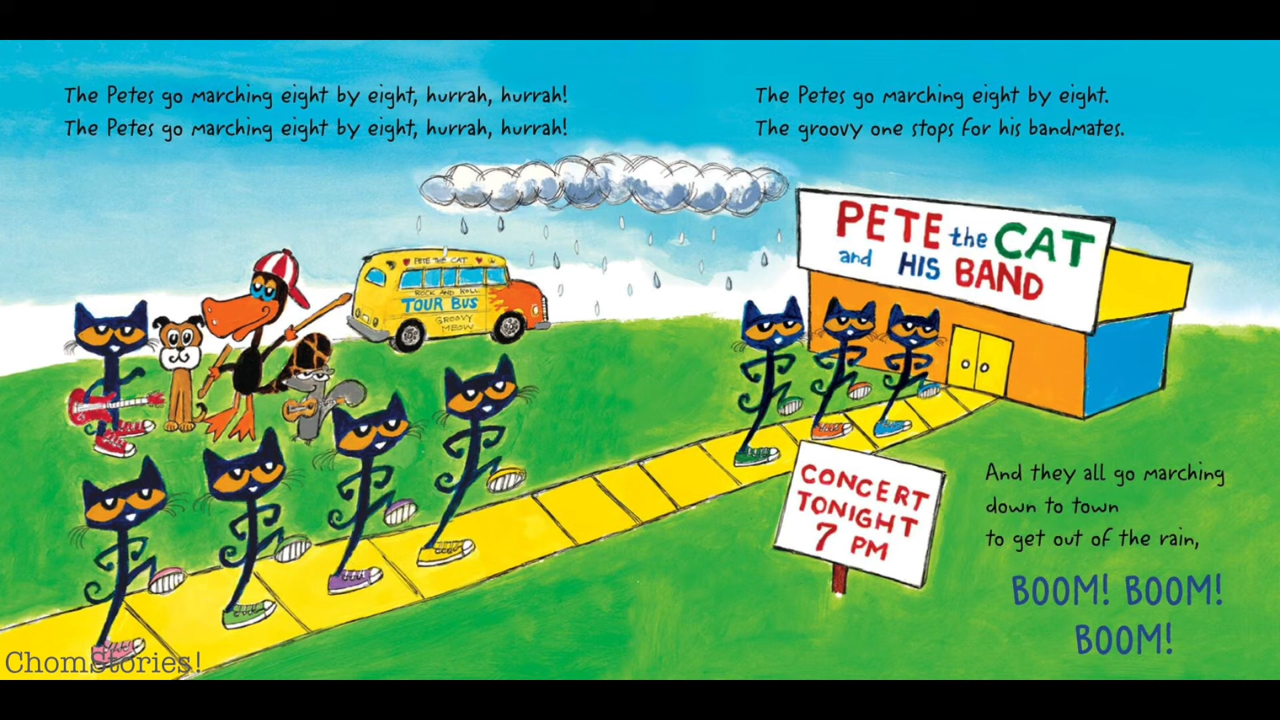 The Petes go marching eight by eight, hurrah, hurrah!
The Petes go marching eight by eight, hurrah, hurrah!
The Petes go marching eight by eight.
The groovy one stops for his bandmates.
PETE the CAT
and HIS BAND
PETE THE CAT
ROCK AND ROLL
TOUR BUS
GROOVY
MEOW
CONCERT
TONIGHT
7 PM
And they all go marching
down to town
to get out of the rain,
BOOM! BOOM!
BOOM!
ChomStories!